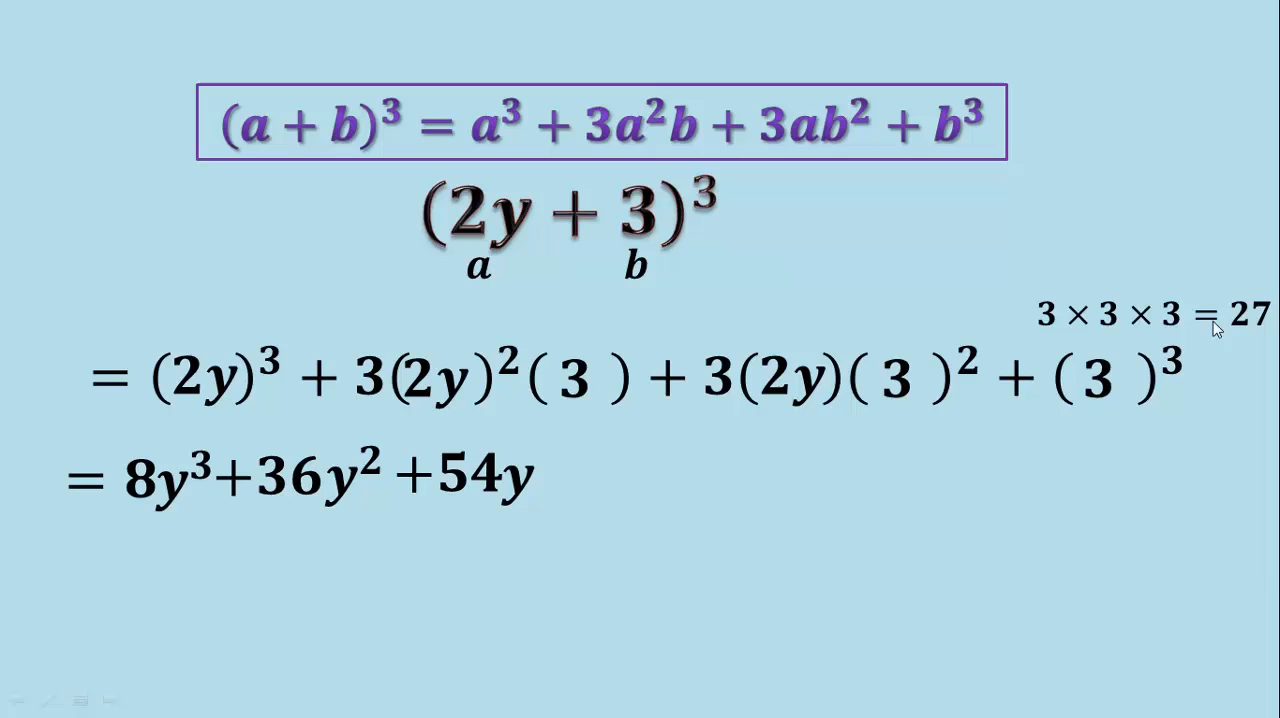 (a + b)³ = a³ + 3a²b + 3ab² + b³
(2y + 3)³
a b
3 × 3 × 3 = 27
= (2y)³ + 3(2y)²( 3 ) + 3(2y)( 3 )² + ( 3 )³
= 8y³+36y² +54y